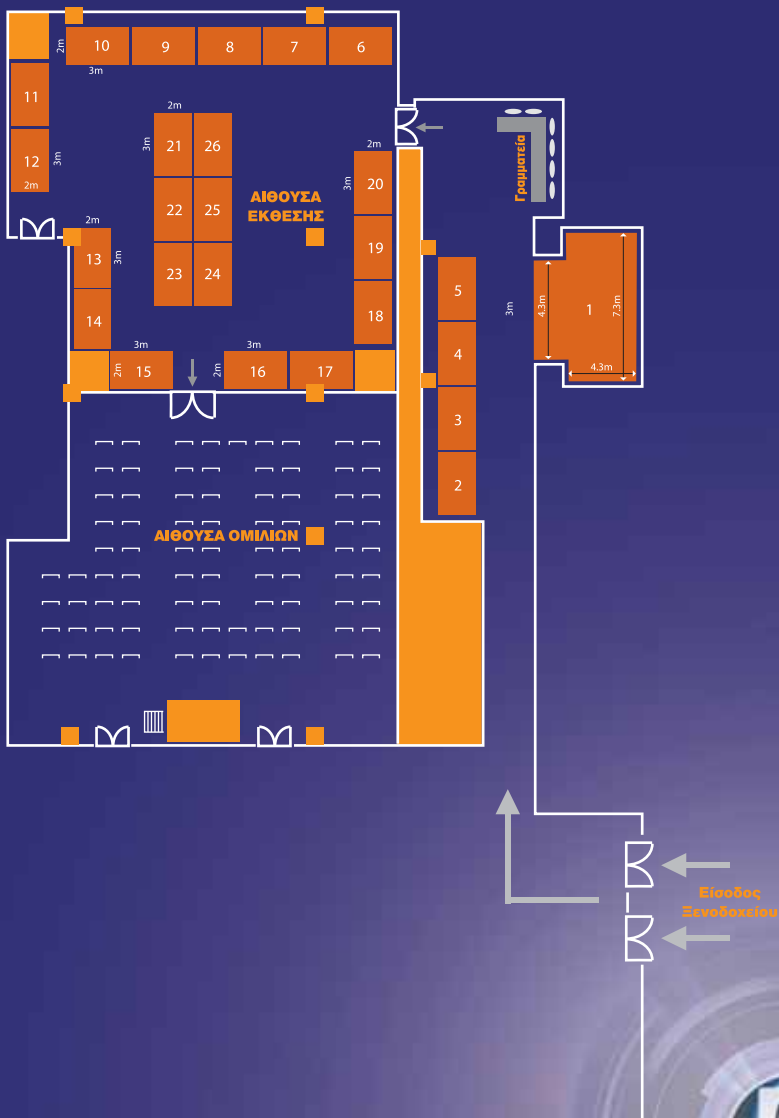 10 9 8 7 6
2m
3m
11
12
3m
2m
2m
3m
21 26
22 25
23 24
ΑΙΘΟΥΣΑ
ΕΚΘΕΣΗΣ
2m
3m
20
19
18
2m
13
3m
14
3m
2m
15
3m
2m
16 17
Γραμματεία
5
4
3
2
3m
4.3m
1
7.3m
4.3m
ΑΙΘΟΥΣΑ ΟΜΙΛΙΩΝ
Είσοδος
Ξενοδοχείου